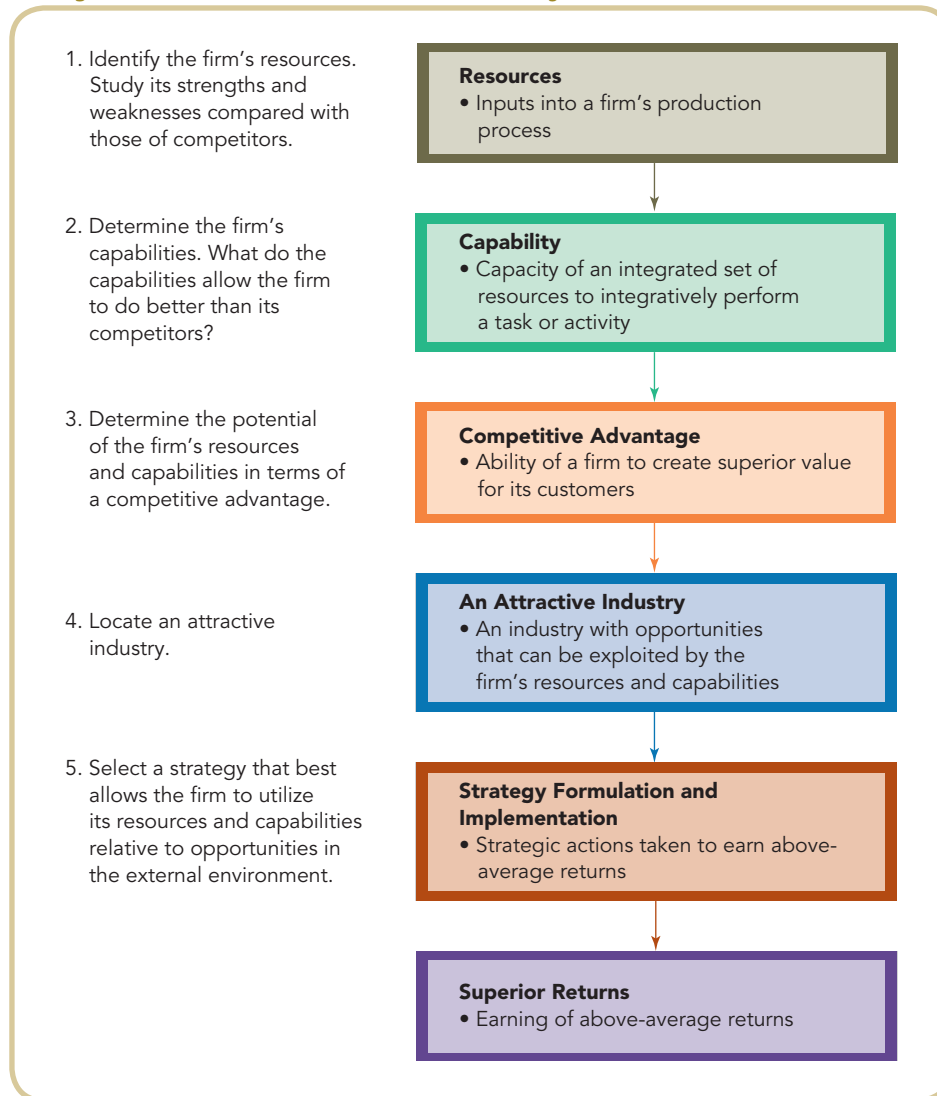 1. Identify the firm's resources.
Study its strengths and
weaknesses compared with
those of competitors.
Resources
• Inputs into a firm's production
process
2. Determine the firm's
capabilities. What do the
capabilities allow the firm
to do better than its
competitors?
Capability
• Capacity of an integrated set of
resources to integratively perform
a task or activity
3. Determine the potential
of the firm's resources
and capabilities in terms of
a competitive advantage.
Competitive Advantage
• Ability of a firm to create superior value
for its customers
4. Locate an attractive
industry.
An Attractive Industry
• An industry with opportunities
that can be exploited by the
firm's resources and capabilities
5. Select a strategy that best
allows the firm to utilize
its resources and capabilities
relative to opportunities in
the external environment.
Strategy Formulation and
Implementation
• Strategic actions taken to earn above-
average returns
Superior Returns
• Earning of above-average returns